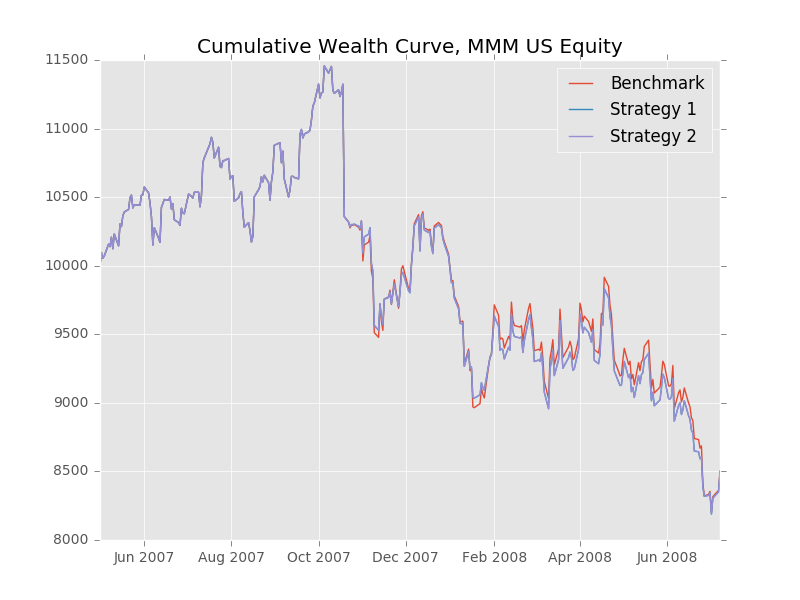 Cumulative Wealth Curve, MMM US Equity
11500
11000
10500
10000
9500
9000
8500
8000
Benchmark
Strategy 1
Strategy 2
Jun 2007
Aug 2007
Oct 2007
Dec 2007
Feb 2008
Apr 2008
Jun 2008